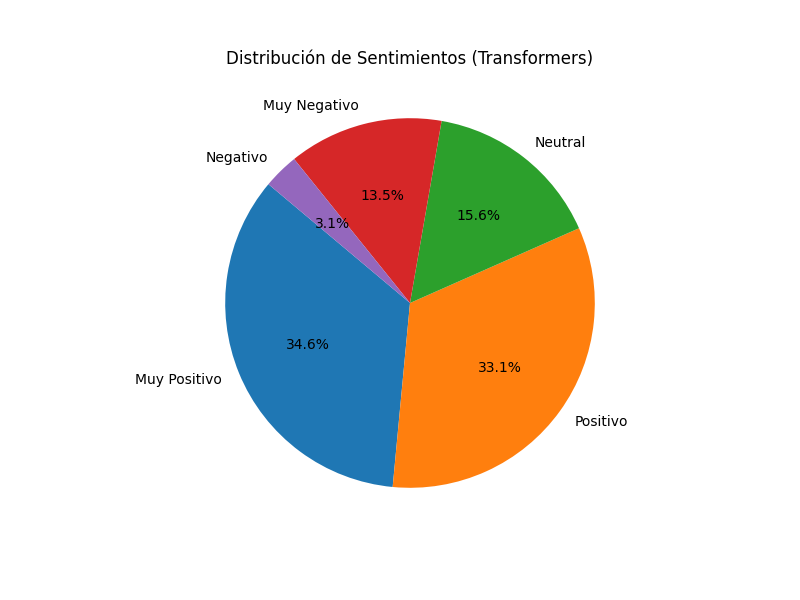 Distribución de Sentimientos (Transformers)
Muy Negativo
Neutral
Negativo
13.5%
15.6%
3.1%
34.6%
33.1%
Muy Positivo
Positivo